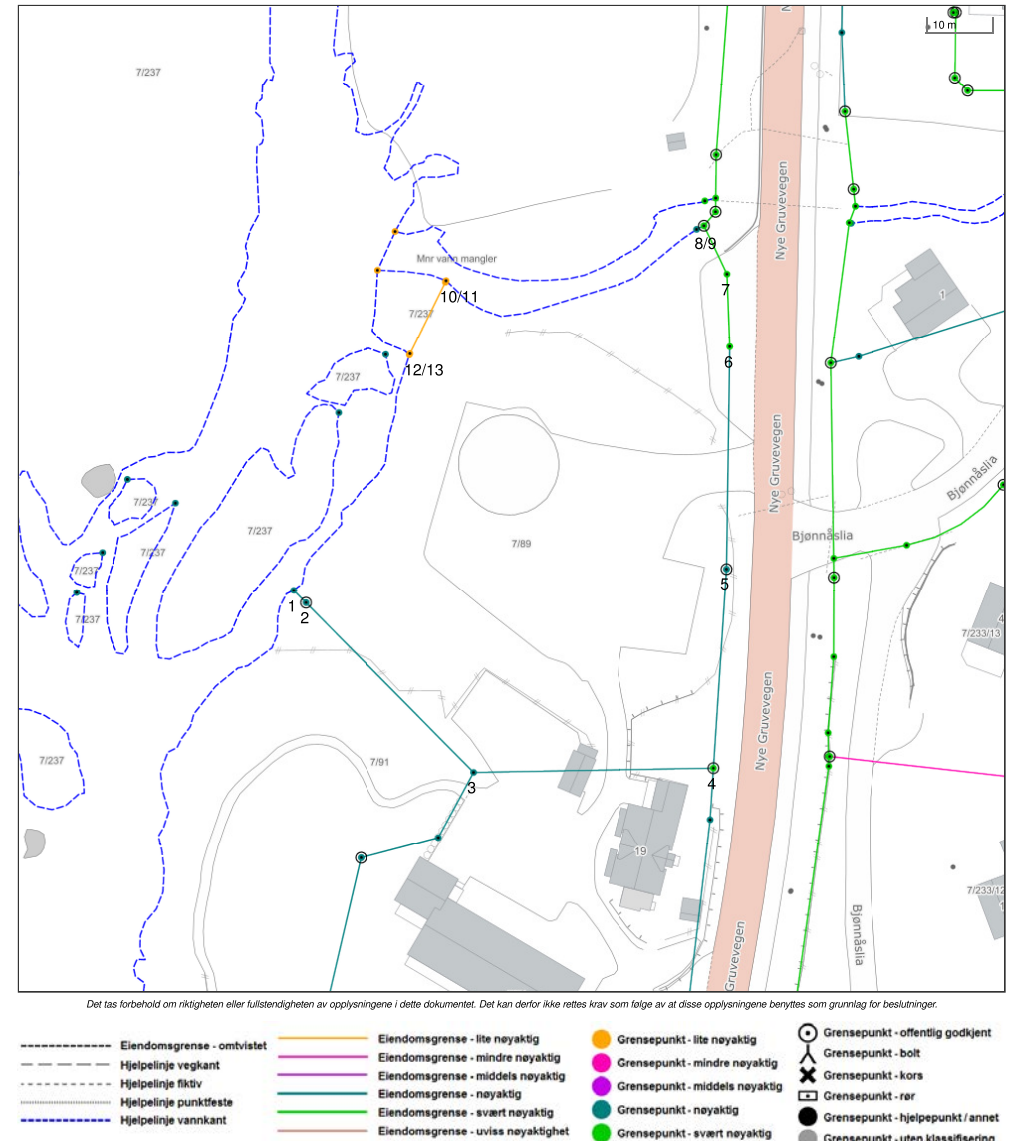 7/237
10 m
Nye Gruvevegen
8/9
Mnr vann mangler
7
10/11
7/237
1
6
12/13
7/237
Nye Gruvevegen
Bjønnåslia
7/237
7/237
7/237
7/89
Bjønnåslia
7/237
5
1
2
7/237
4
7/233/13
Nye Gruvevegen
7/237
7/91
3
4
19
7/233/12
1
Bjønnåslia
Gruvevegen
Det tas forbehold om riktigheten eller fullstendigheten av opplysningene i dette dokumentet. Det kan derfor ikke rettes krav som følge av at disse opplysningene benyttes som grunnlag for beslutninger.
Eiendomsgrense - omtvistet
Hjelpelinje vegkant
Hjelpelinje fiktiv
Hjelpelinje punktfeste
Hjelpelinje vannkant
Eiendomsgrense - lite nøyaktig
Eiendomsgrense - mindre nøyaktig
Eiendomsgrense - middels nøyaktig
Eiendomsgrense - nøyaktig
Eiendomsgrense - svært nøyaktig
Eiendomsgrense - uviss nøyaktighet
Grensepunkt - lite nøyaktig
Grensepunkt - mindre nøyaktig
Grensepunkt - middels nøyaktig
Grensepunkt - nøyaktig
Grensepunkt - svært nøyaktig
Grensepunkt - offentlig godkjent
Grensepunkt - bolt
Grensepunkt - kors
Grensepunkt - rør
Grensepunkt - hjelpepunkt / annet
Grensepunkt - uten klassifisering